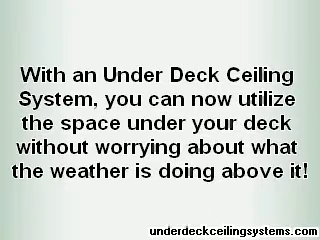 With an Under Deck Ceiling
System, you can now utilize
the space under your deck
without worrying about what
the weather is doing above it!
underdeckceilingsystems.com